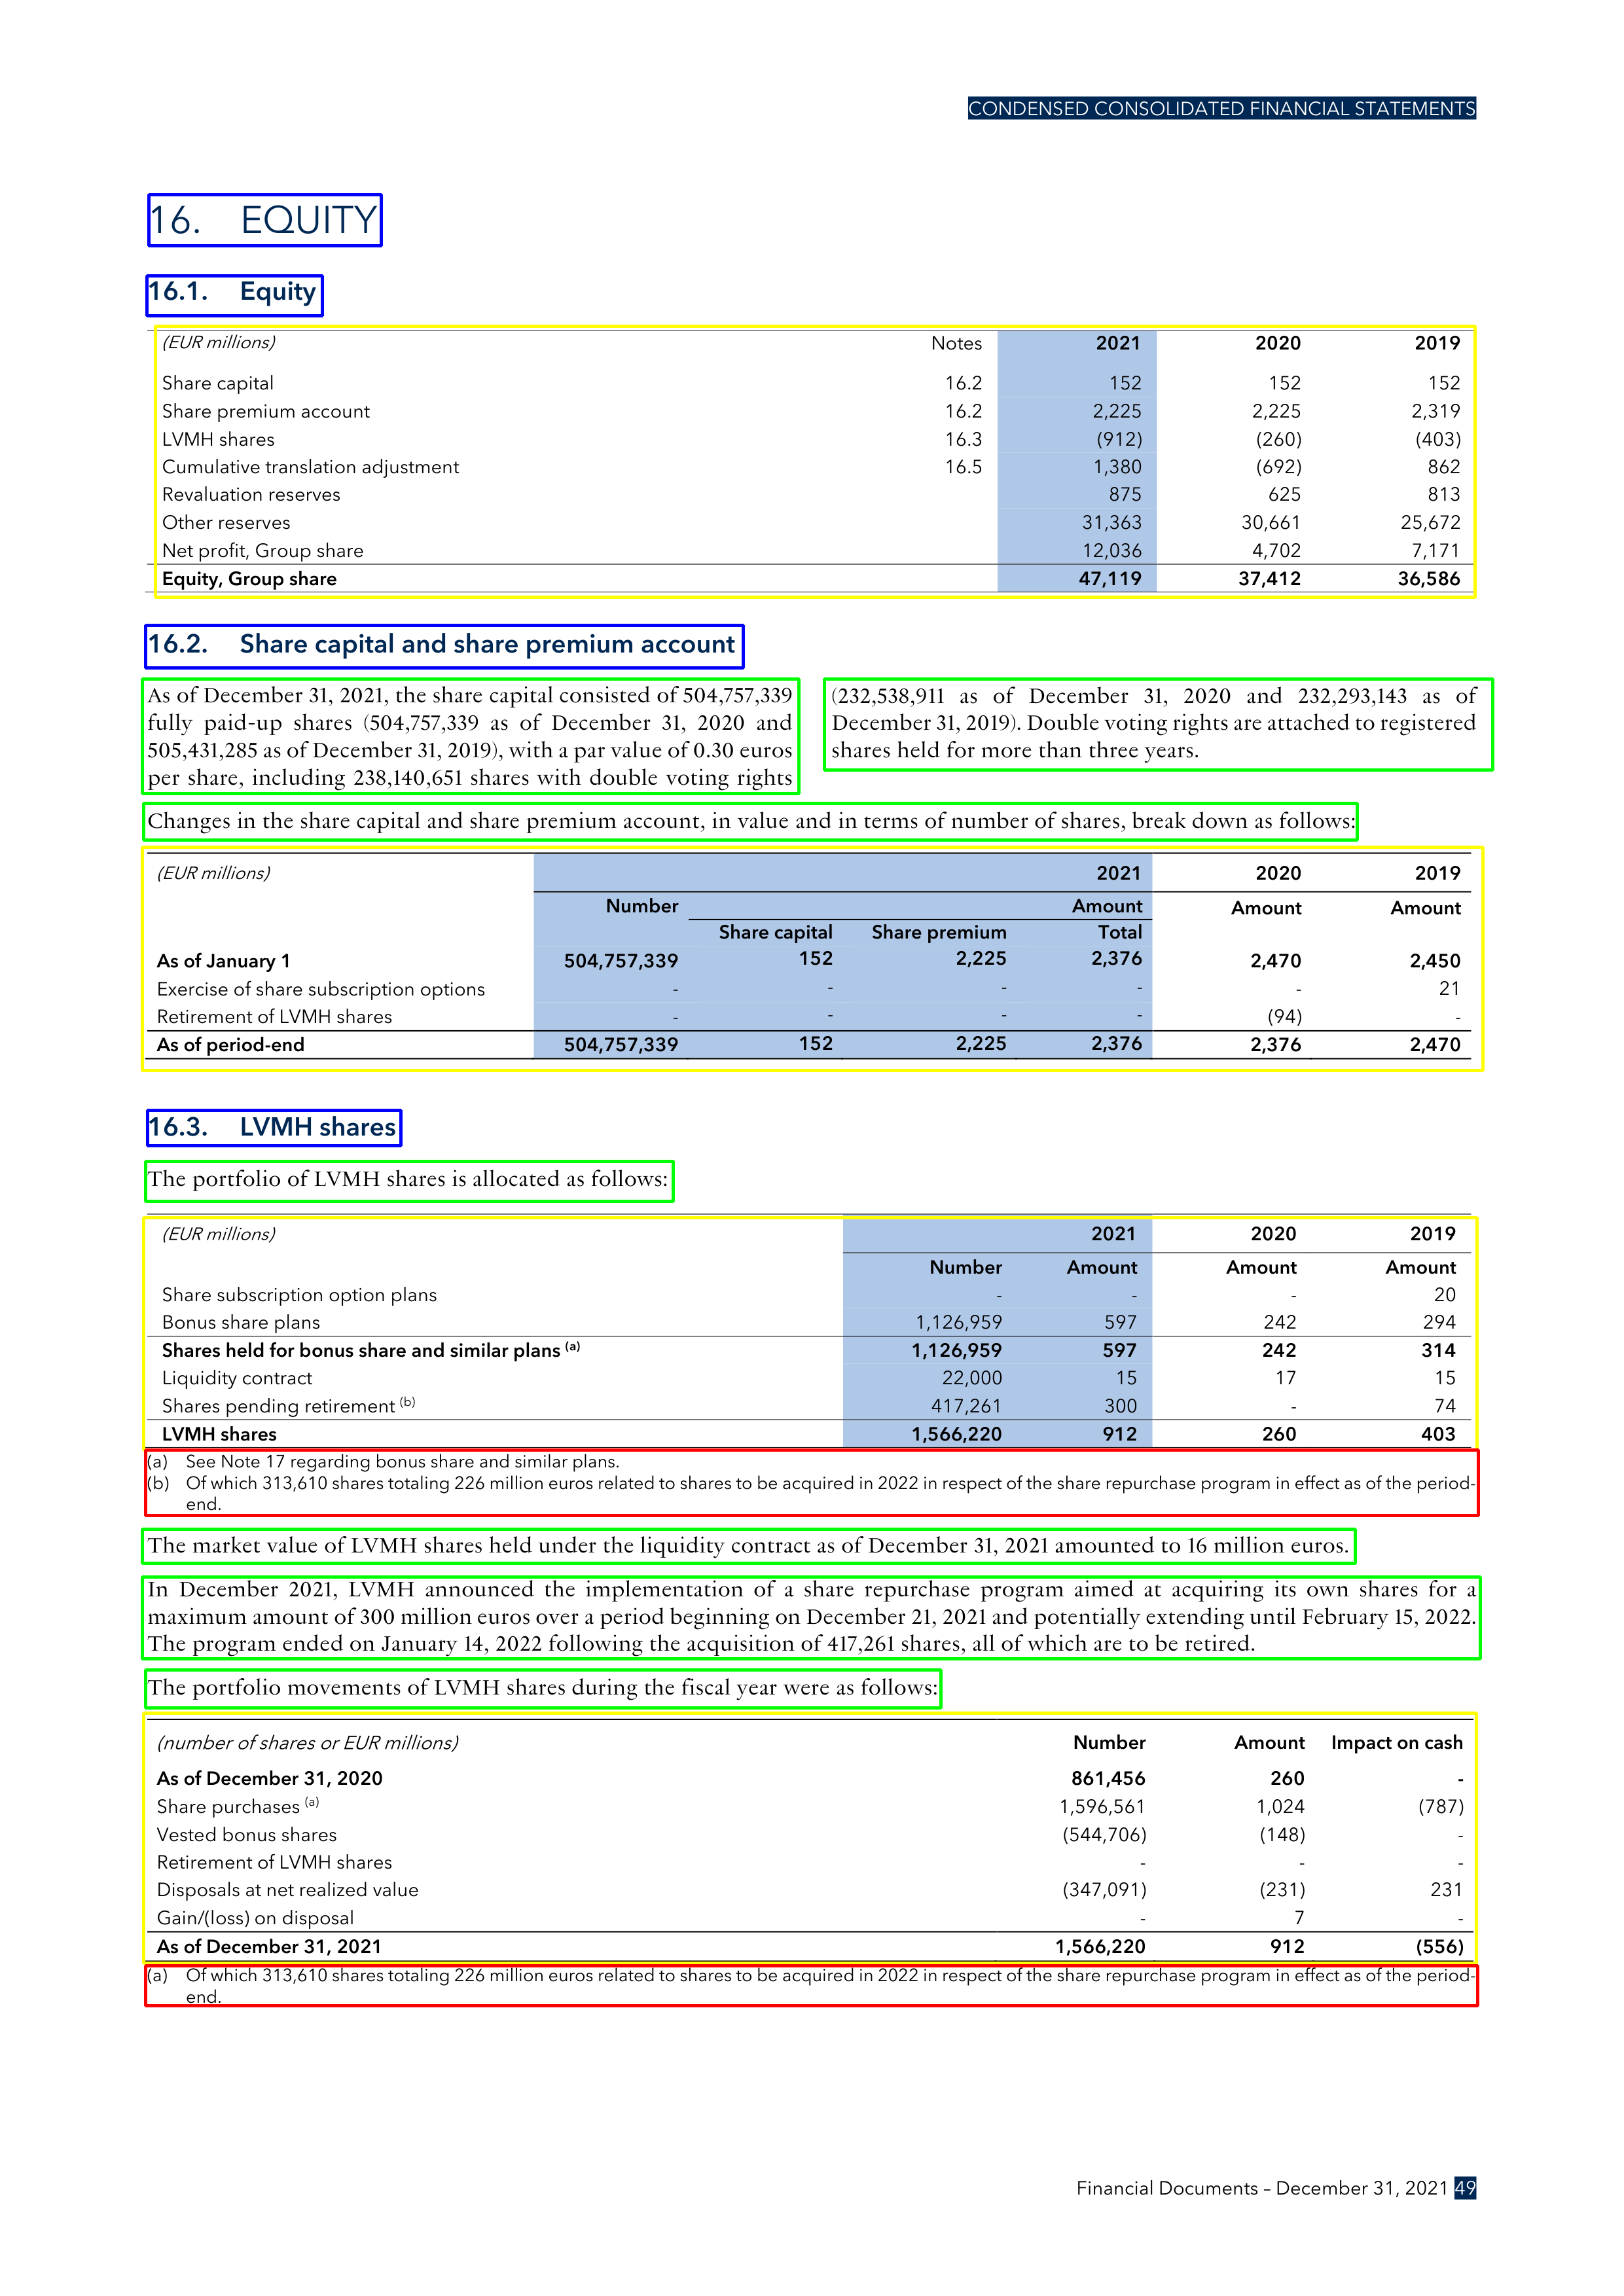 CONDENSED CONSOLIDATED FINANCIAL STATEMENTS
16. EQUITY
16.1. Equity
(EUR millions) Notes 2021 2020 2019
Share capital 16.2 152 152 152
Share premium account 16.2 2,225 2,225 2,319
LVMH shares 16.3 (912) (260) (403)
Cumulative translation adjustment 16.5 1,380 (692) 862
Revaluation reserves 875 625 813
Other reserves 31,363 30,661 25,672
Net profit, Group share 12,036 4,702 7,171
Equity, Group share 47,119 37,412 36,586
16.2. Share capital and share premium account
As of December 31, 2021, the share capital consisted of 504,757,339
fully paid-up shares (504,757,339 as of December 31, 2020 and
505,431,285 as of December 31, 2019), with a par value of 0.30 euros
per share, including 238,140,651 shares with double voting rights
(232,538,911 as of December 31, 2020 and 232,293,143 as of
December 31, 2019). Double voting rights are attached to registered
shares held for more than three years.
Changes in the share capital and share premium account, in value and in terms of number of shares, break down as follows:
(EUR millions) 2021 2020 2019
Number Amount Amount Amount
Share capital Share premium Total
As of January 1 504,757,339 152 2,225 2,376 2,470 2,450
Exercise of share subscription options - - - - - 21
Retirement of LVMH shares - - - - (94) -
As of period-end 504,757,339 152 2,225 2,376 2,376 2,470
16.3. LVMH shares
The portfolio of LVMH shares is allocated as follows:
(EUR millions) 2021 2020 2019
Number Amount Amount Amount
Share subscription option plans - - - 20
Bonus share plans 1,126,959 597 242 294
Shares held for bonus share and similar plans (a) 1,126,959 597 242 314
Liquidity contract 22,000 15 17 15
Shares pending retirement (b) 417,261 300 - 74
LVMH shares 1,566,220 912 260 403
(a) See Note 17 regarding bonus share and similar plans.
(b) Of which 313,610 shares totaling 226 million euros related to shares to be acquired in 2022 in respect of the share repurchase program in effect as of the period-
end.
The market value of LVMH shares held under the liquidity contract as of December 31, 2021 amounted to 16 million euros.
In December 2021, LVMH announced the implementation of a share repurchase program aimed at acquiring its own shares for a
maximum amount of 300 million euros over a period beginning on December 21, 2021 and potentially extending until February 15, 2022.
The program ended on January 14, 2022 following the acquisition of 417,261 shares, all of which are to be retired.
The portfolio movements of LVMH shares during the fiscal year were as follows:
(number of shares or EUR millions) Number Amount Impact on cash
As of December 31, 2020 861,456 260 -
Share purchases (a) 1,596,561 1,024 (787)
Vested bonus shares (544,706) (148) -
Retirement of LVMH shares - - -
Disposals at net realized value (347,091) (231) 231
Gain/(loss) on disposal - 7 -
As of December 31, 2021 1,566,220 912 (556)
(a) Of which 313,610 shares totaling 226 million euros related to shares to be acquired in 2022 in respect of the share repurchase program in effect as of the period-
end.
Financial Documents – December 31, 2021 49